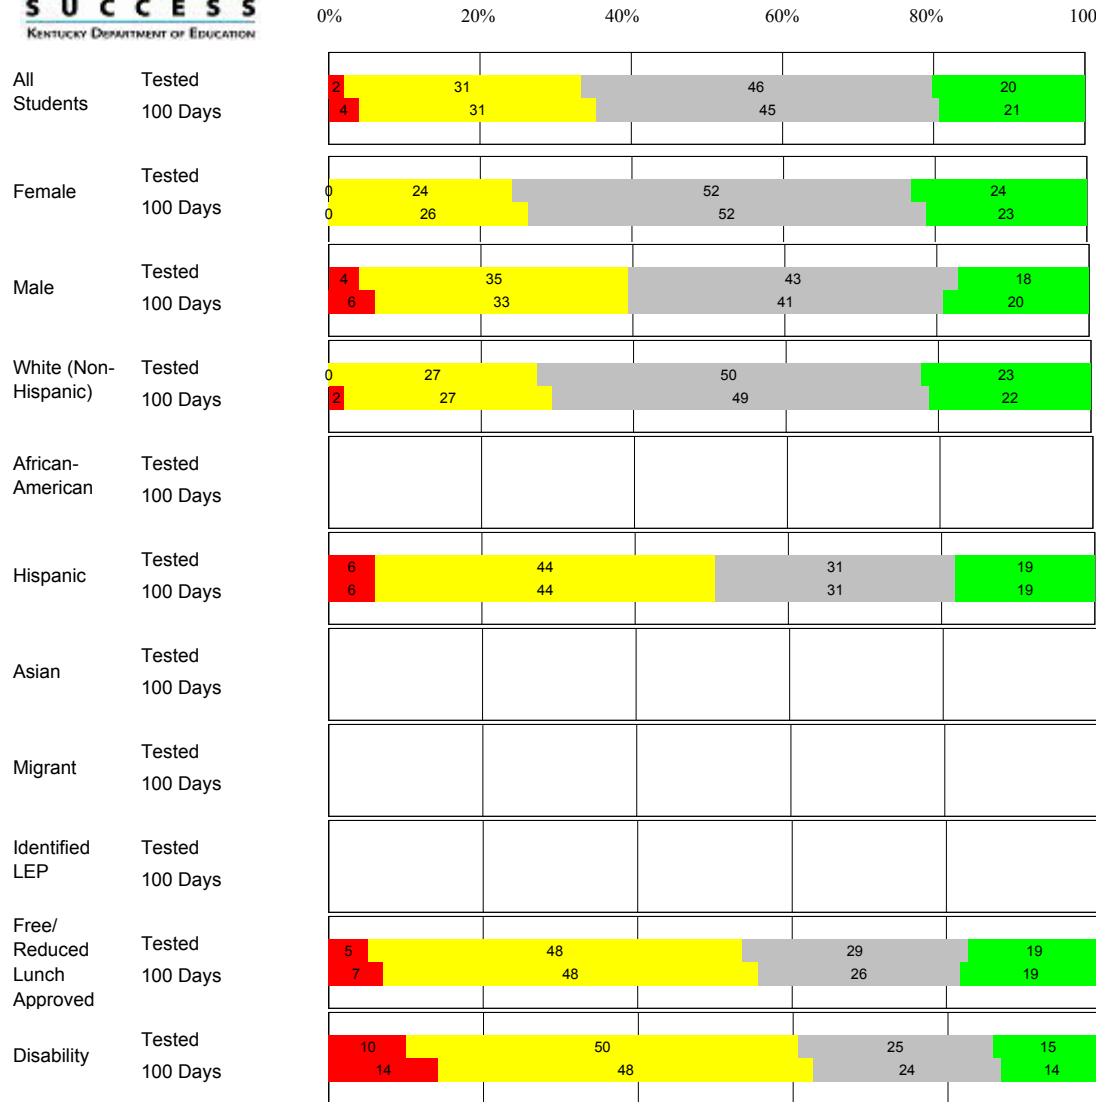 SUCCESS
KENTUCKY DEPARTMENT OF EDUCATION
0% 20% 40% 60% 80% 100
All
Students
Tested
2 31 46 20
100 Days
4 31 45 21
Female
Tested
0 24 52 24
100 Days
0 26 52 23
Male
Tested
4 35 43 18
100 Days
6 33 41 20
White (Non-
Hispanic)
Tested
0 27 50 23
100 Days
2 27 49 22
African-
American
Tested
100 Days
Hispanic
Tested
6 44 31 19
100 Days
6 44 31 19
Asian
Tested
100 Days
Migrant
Tested
100 Days
Identified
LEP
Tested
100 Days
Free/
Reduced
Lunch
Approved
Tested
5 48 29 19
100 Days
7 48 26 19
Disability
Tested
10 50 25 15
100 Days
14 48 24 14